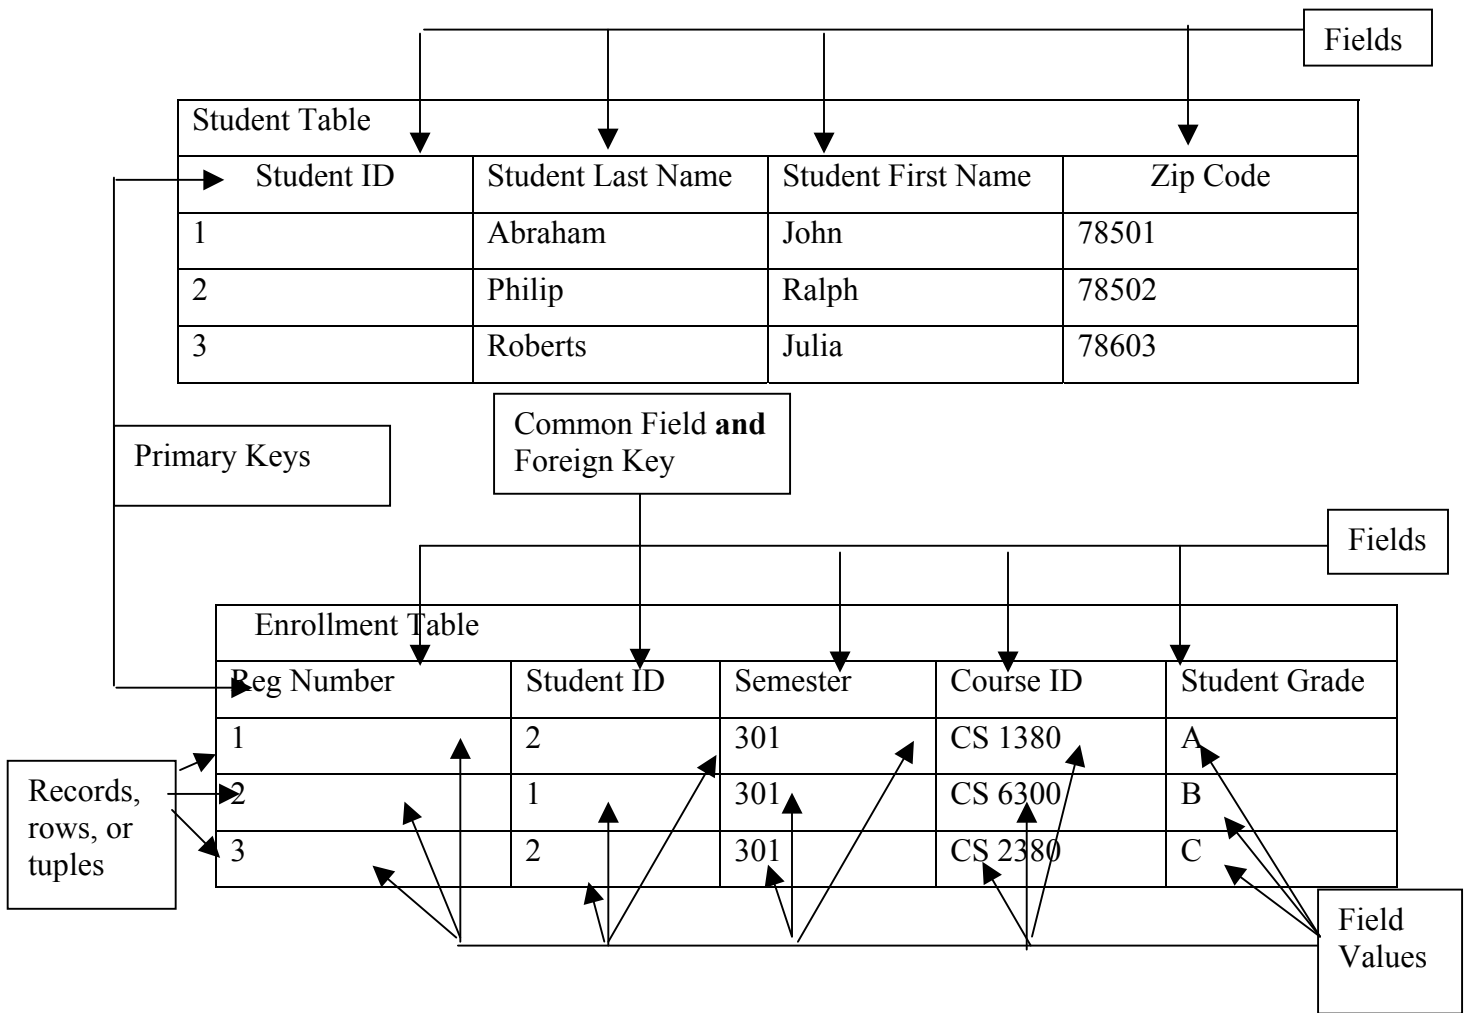 Fields
Student Table
Student ID Student Last Name Student First Name Zip Code
1 Abraham John 78501
2 Philip Ralph 78502
3 Roberts Julia 78603
Primary Keys
Common Field and
Foreign Key
Fields
Enrollment Table
Reg Number Student ID Semester Course ID Student Grade
1 2 301 CS 1380 A
2 1 301 CS 6300 B
3 2 301 CS 2380 C
Records,
rows, or
tuples
Field
Values